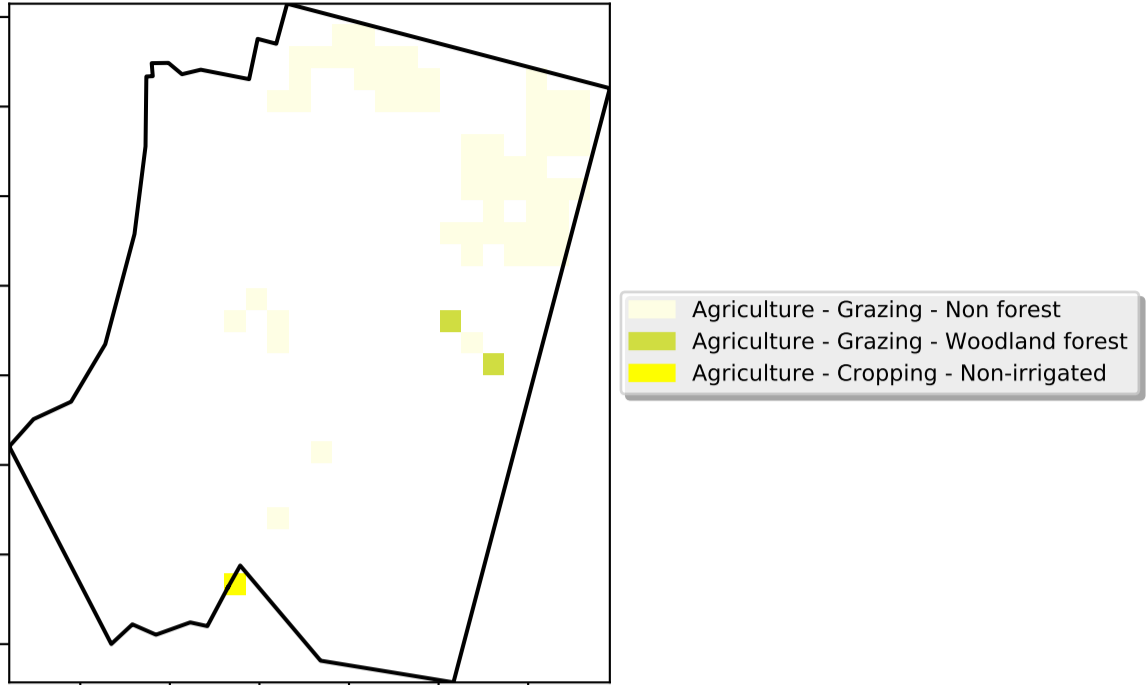 Agriculture - Grazing - Non forest
Agriculture - Grazing - Woodland forest
Agriculture - Cropping - Non-irrigated